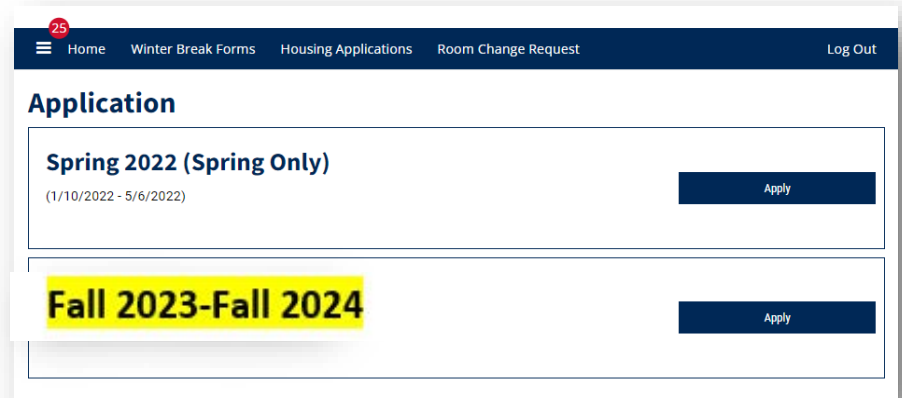 25
Home Winter Break Forms Housing Applications Room Change Request Log Out
Application
Spring 2022 (Spring Only)
(1/10/2022 - 5/6/2022)
Apply
Fall 2023-Fall 2024
Apply